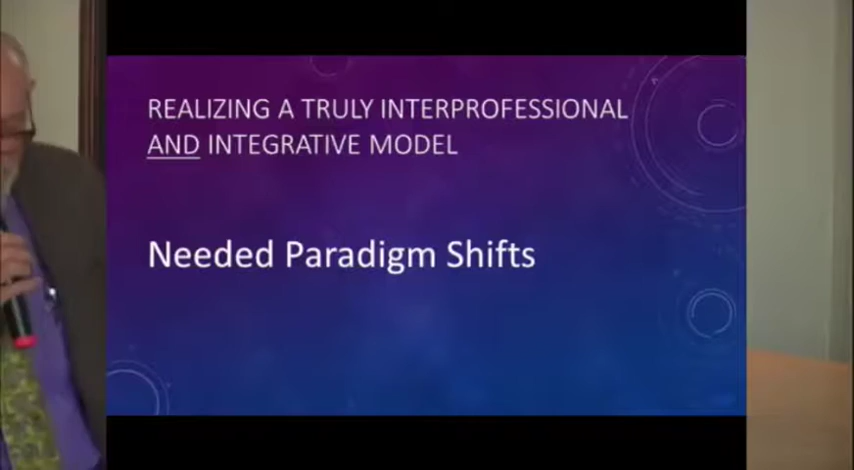 REALIZING A TRULY INTERPROFESSIONAL
AND INTEGRATIVE MODEL
Needed Paradigm Shifts